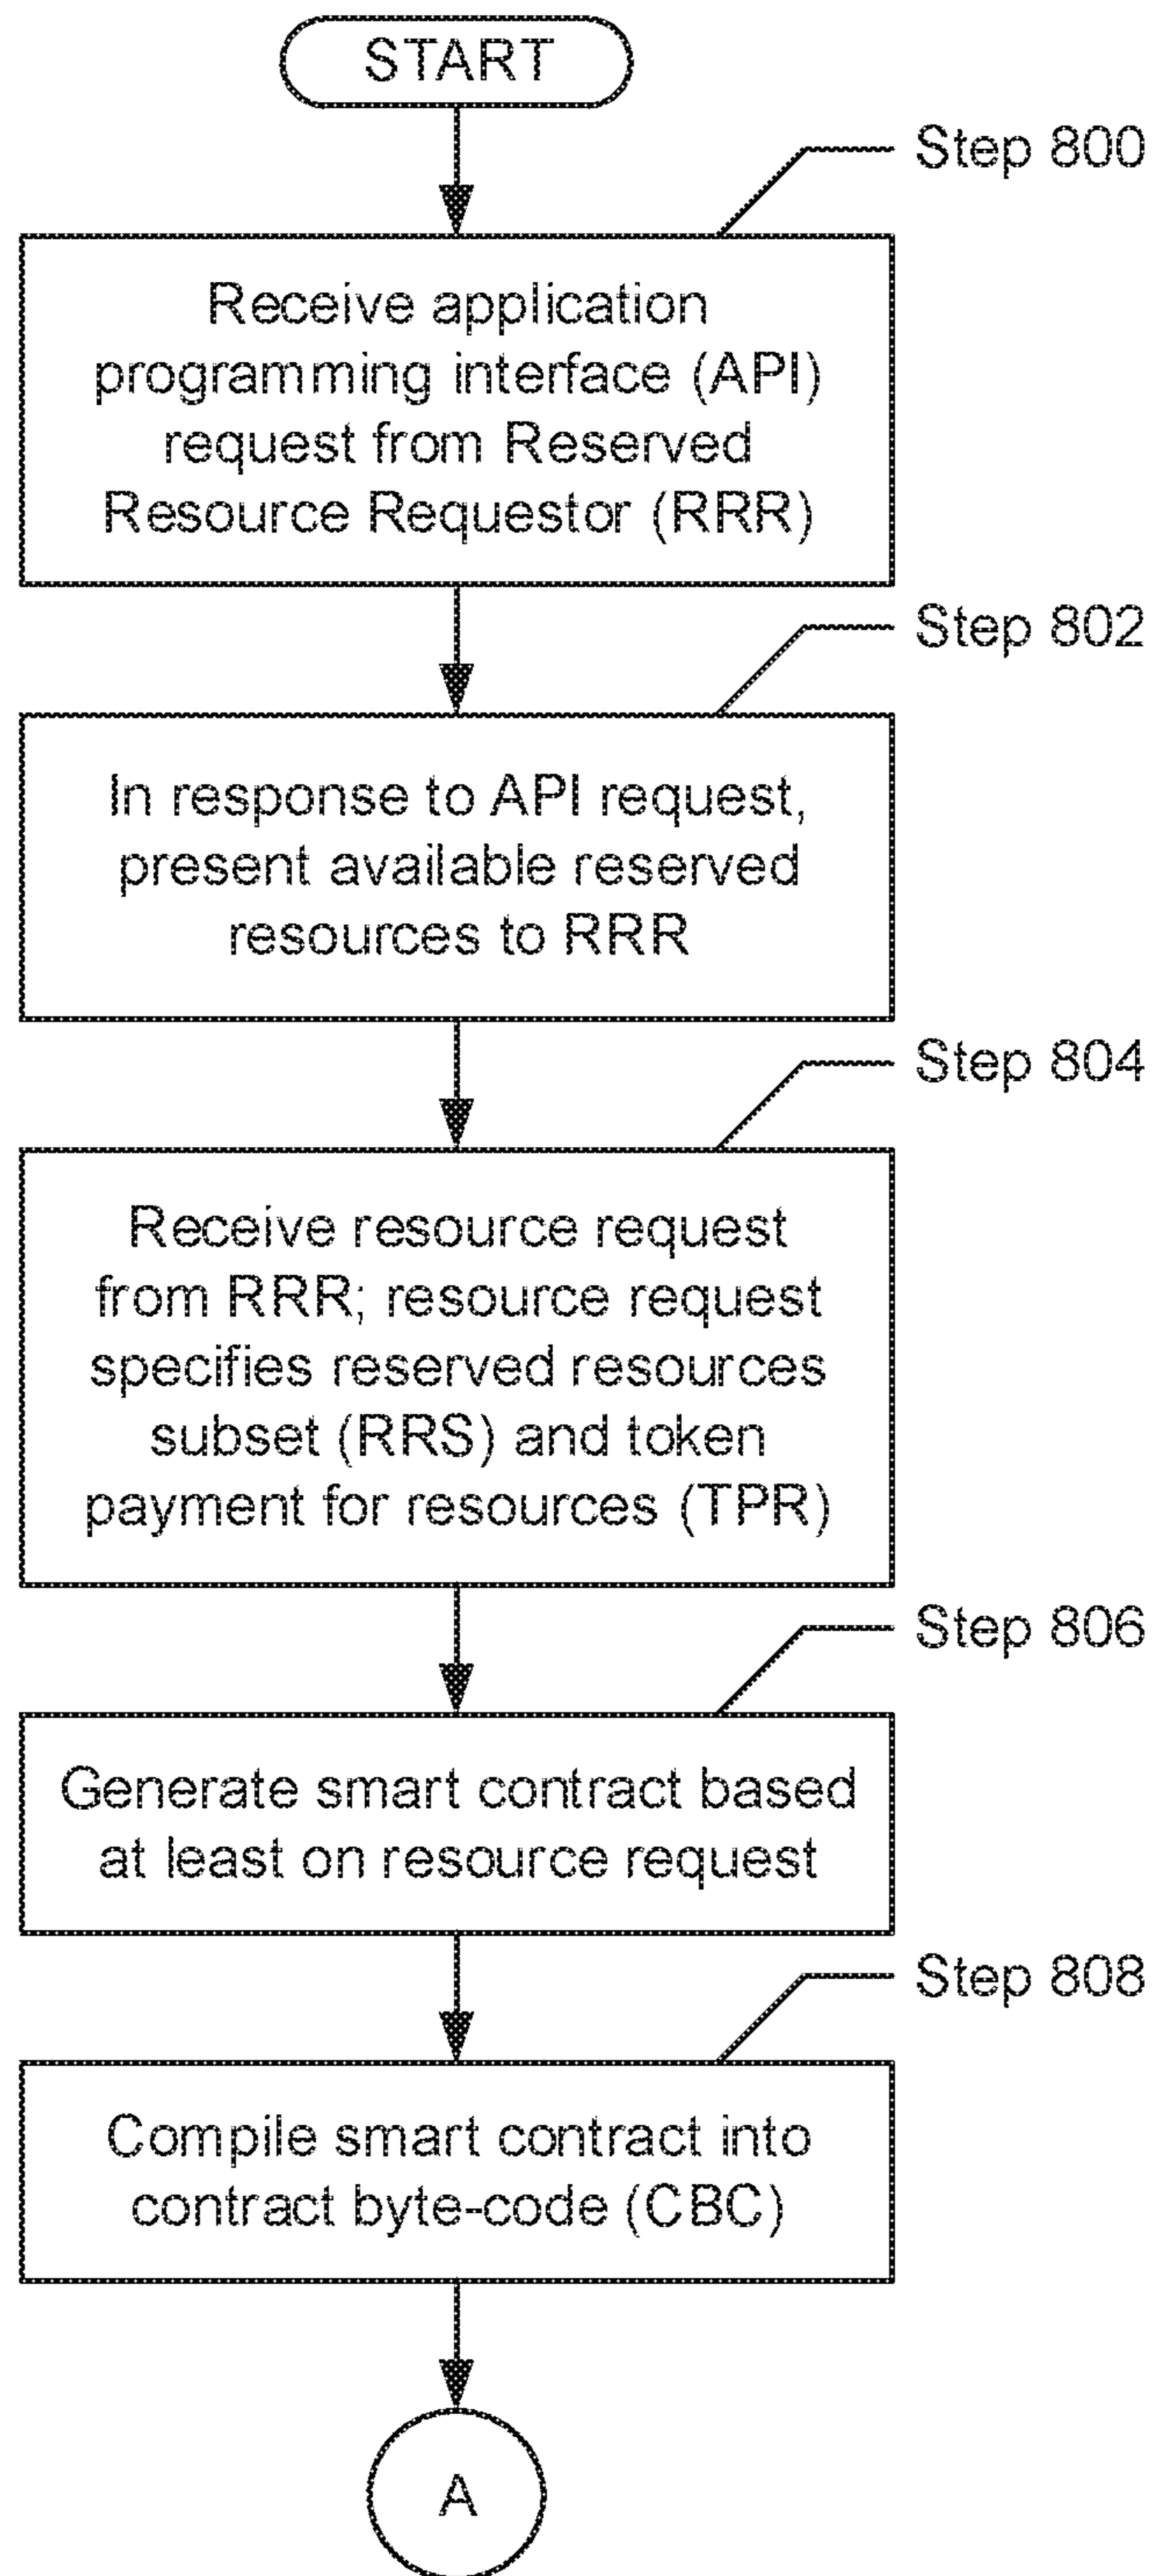 START
Step 800
Receive application
programming interface (API)
request from Reserved
Resource Requestor (RRR)
Step 802
In response to API request,
present available reserved
resources to RRR
Step 804
Receive resource request
from RRR; resource request
specifies reserved resources
subset (RRS) and token
payment for resources (TPR)
Step 806
Generate smart contract based
at least on resource request
Step 808
Compile smart contract into
contract byte-code (CBC)
A